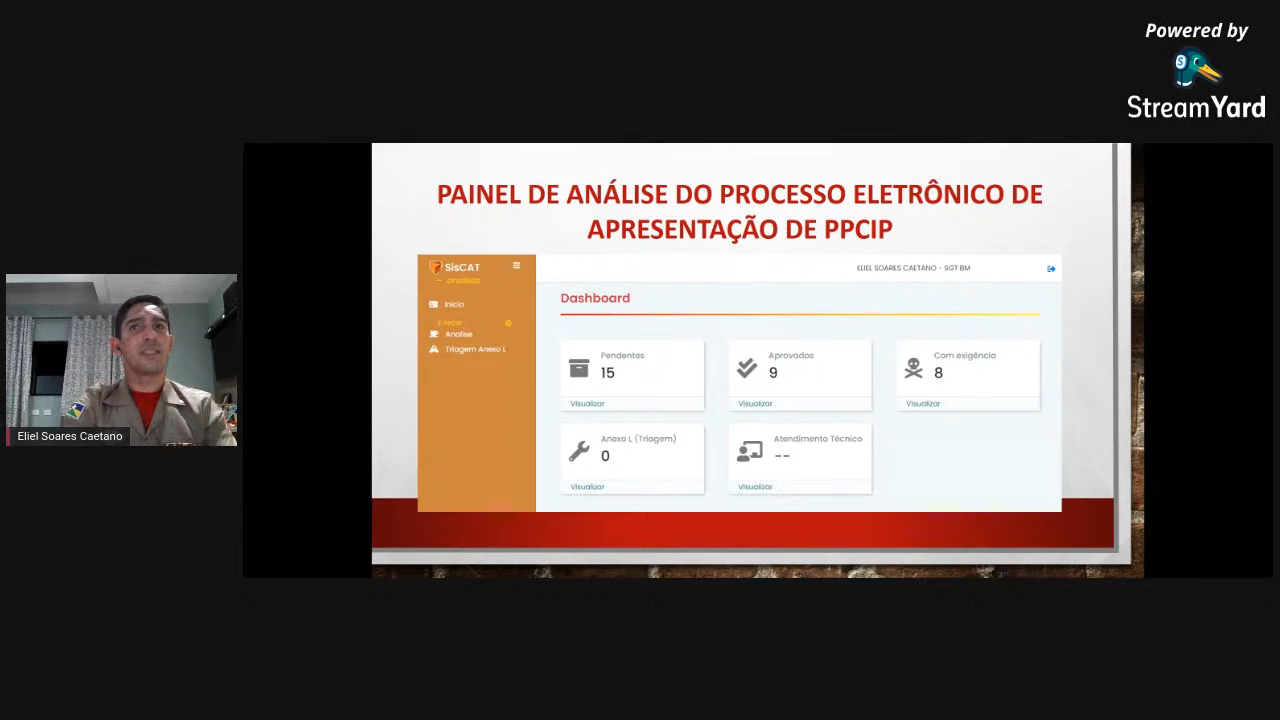 Powered by
StreamYard
PAINEL DE ANÁLISE DO PROCESSO ELETRÔNICO DE
APRESENTAÇÃO DE PPCIP
SisCAT
analista
ELIEL SOARES CAETANO - SGT BM
Dashboard
Início
PPCIP
Análise
Triagem Anexo L
Pendentes
15
Visualizar
Aprovados
9
Visualizar
Com exigência
8
Visualizar
Anexo L (Triagem)
0
Visualizar
Atendimento Técnico
--
Visualizar
Eliel Soares Caetano